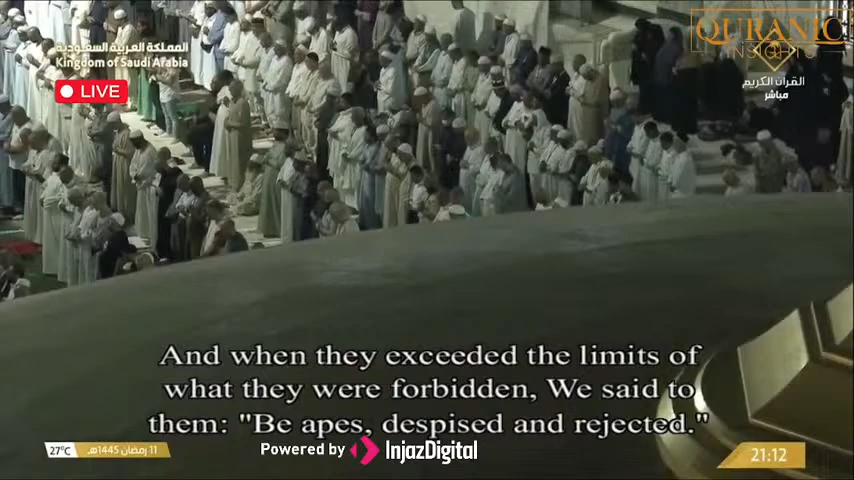 المملكة العربية السعودية
Kingdom of Saudi Arabia
LIVE
QURANIC
INSIGHT
القرآن الكريم
مباشر
And when they exceeded the limits of
what they were forbidden, We said to
them: "Be apes, despised and rejected."
27°C
11 رمضان 1445هـ
Powered by InjazDigital
21:12